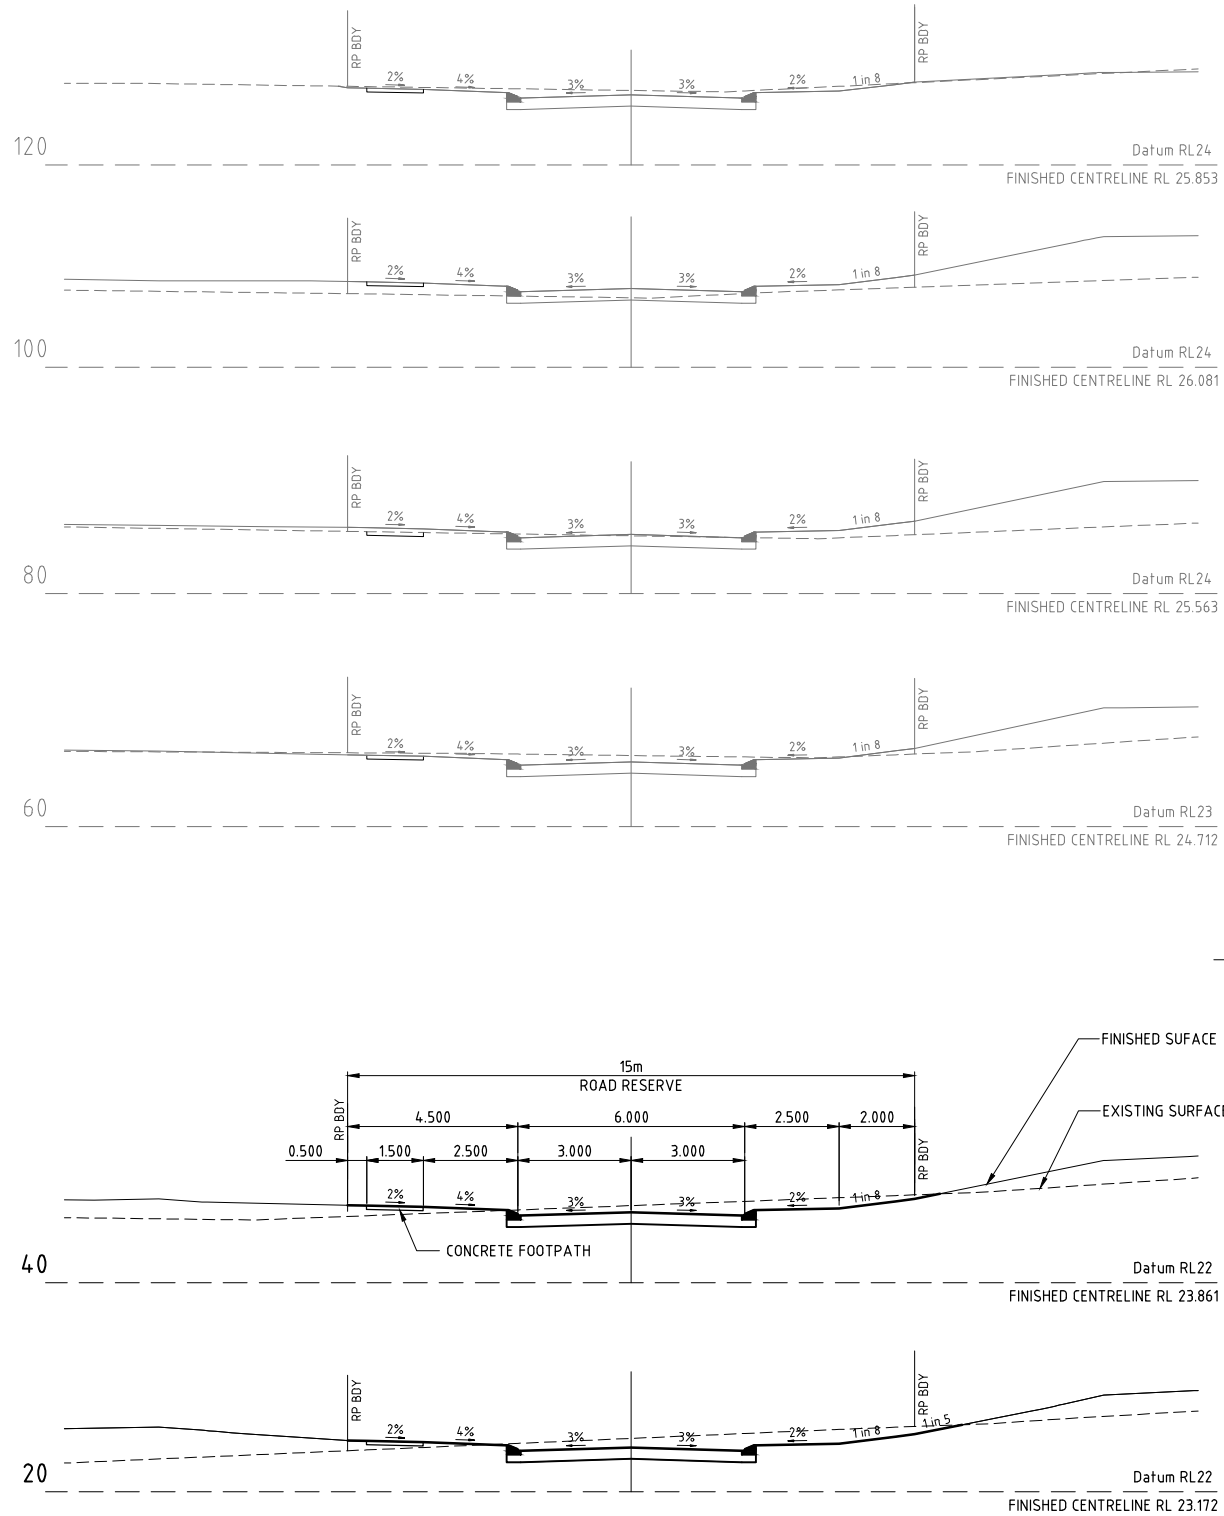 RP BDY
RP BDY
2%
4%
3%
3%
2%
1 in 8
120
Datum RL24
FINISHED CENTRELINE RL 25.853
RP BDY
RP BDY
2%
4%
3%
3%
2%
1 in 8
100
Datum RL24
FINISHED CENTRELINE RL 26.081
RP BDY
RP BDY
2%
4%
3%
3%
2%
1 in 8
80
Datum RL24
FINISHED CENTRELINE RL 25.563
RP BDY
RP BDY
2%
4%
3%
3%
2%
1 in 8
60
Datum RL23
FINISHED CENTRELINE RL 24.712
FINISHED SUFACE
15m
ROAD RESERVE
EXISTING SURFACE
RP BDY
4.500
6.000
2.500
2.000
0.500
1.500
2.500
3.000
3.000
RP BDY
2%
4%
3%
3%
2%
1 in 8
CONCRETE FOOTPATH
40
Datum RL22
FINISHED CENTRELINE RL 23.861
RP BDY
RP BDY
2%
4%
3%
3%
2%
1 in 8
1 in 5
20
Datum RL22
FINISHED CENTRELINE RL 23.172